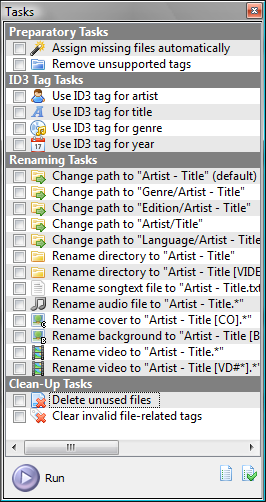 Tasks
Preparatory Tasks
Assign missing files automatically
Remove unsupported tags
ID3 Tag Tasks
Use ID3 tag for artist
Use ID3 tag for title
Use ID3 tag for genre
17
Use ID3 tag for year
Renaming Tasks
Change path to "Artist - Title" (default)
Change path to "Genre/Artist - Title"
Change path to "Edition/Artist - Title"
Change path to "Artist/Title"
Change path to "Language/Artist - Title
Rename directory to "Artist - Title"
Rename directory to "Artist - Title [VIDE
Rename songtext file to "Artist - Title.txt
Rename audio file to "Artist - Title.*"
Rename cover to "Artist - Title [CO].*"
Rename background to "Artist - Title [B
Rename video to "Artist - Title.*"
Rename video to "Artist - Title [VD#*].*"
Clean-Up Tasks
Delete unused files
Clear invalid file-related tags
Run